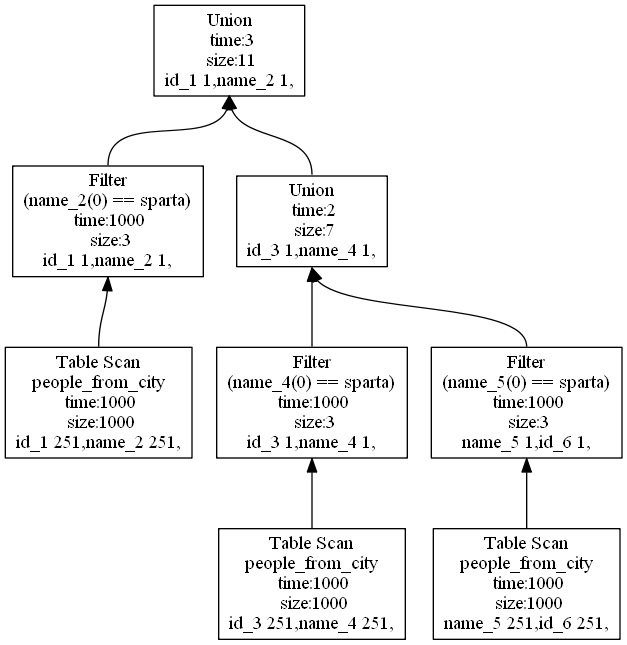 Union
time:3
size:11
id_1 1,name_2 1,
Filter
(name_2(0) == sparta)
time:1000
size:3
id_1 1,name_2 1,
Union
time:2
size:7
id_3 1,name_4 1,
Table Scan
people_from_city
time:1000
size:1000
id_1 251,name_2 251,
Filter
(name_4(0) == sparta)
time:1000
size:3
id_3 1,name_4 1,
Filter
(name_5(0) == sparta)
time:1000
size:3
name_5 1,id_6 1,
Table Scan
people_from_city
time:1000
size:1000
id_3 251,name_4 251,
Table Scan
people_from_city
time:1000
size:1000
name_5 251,id_6 251,